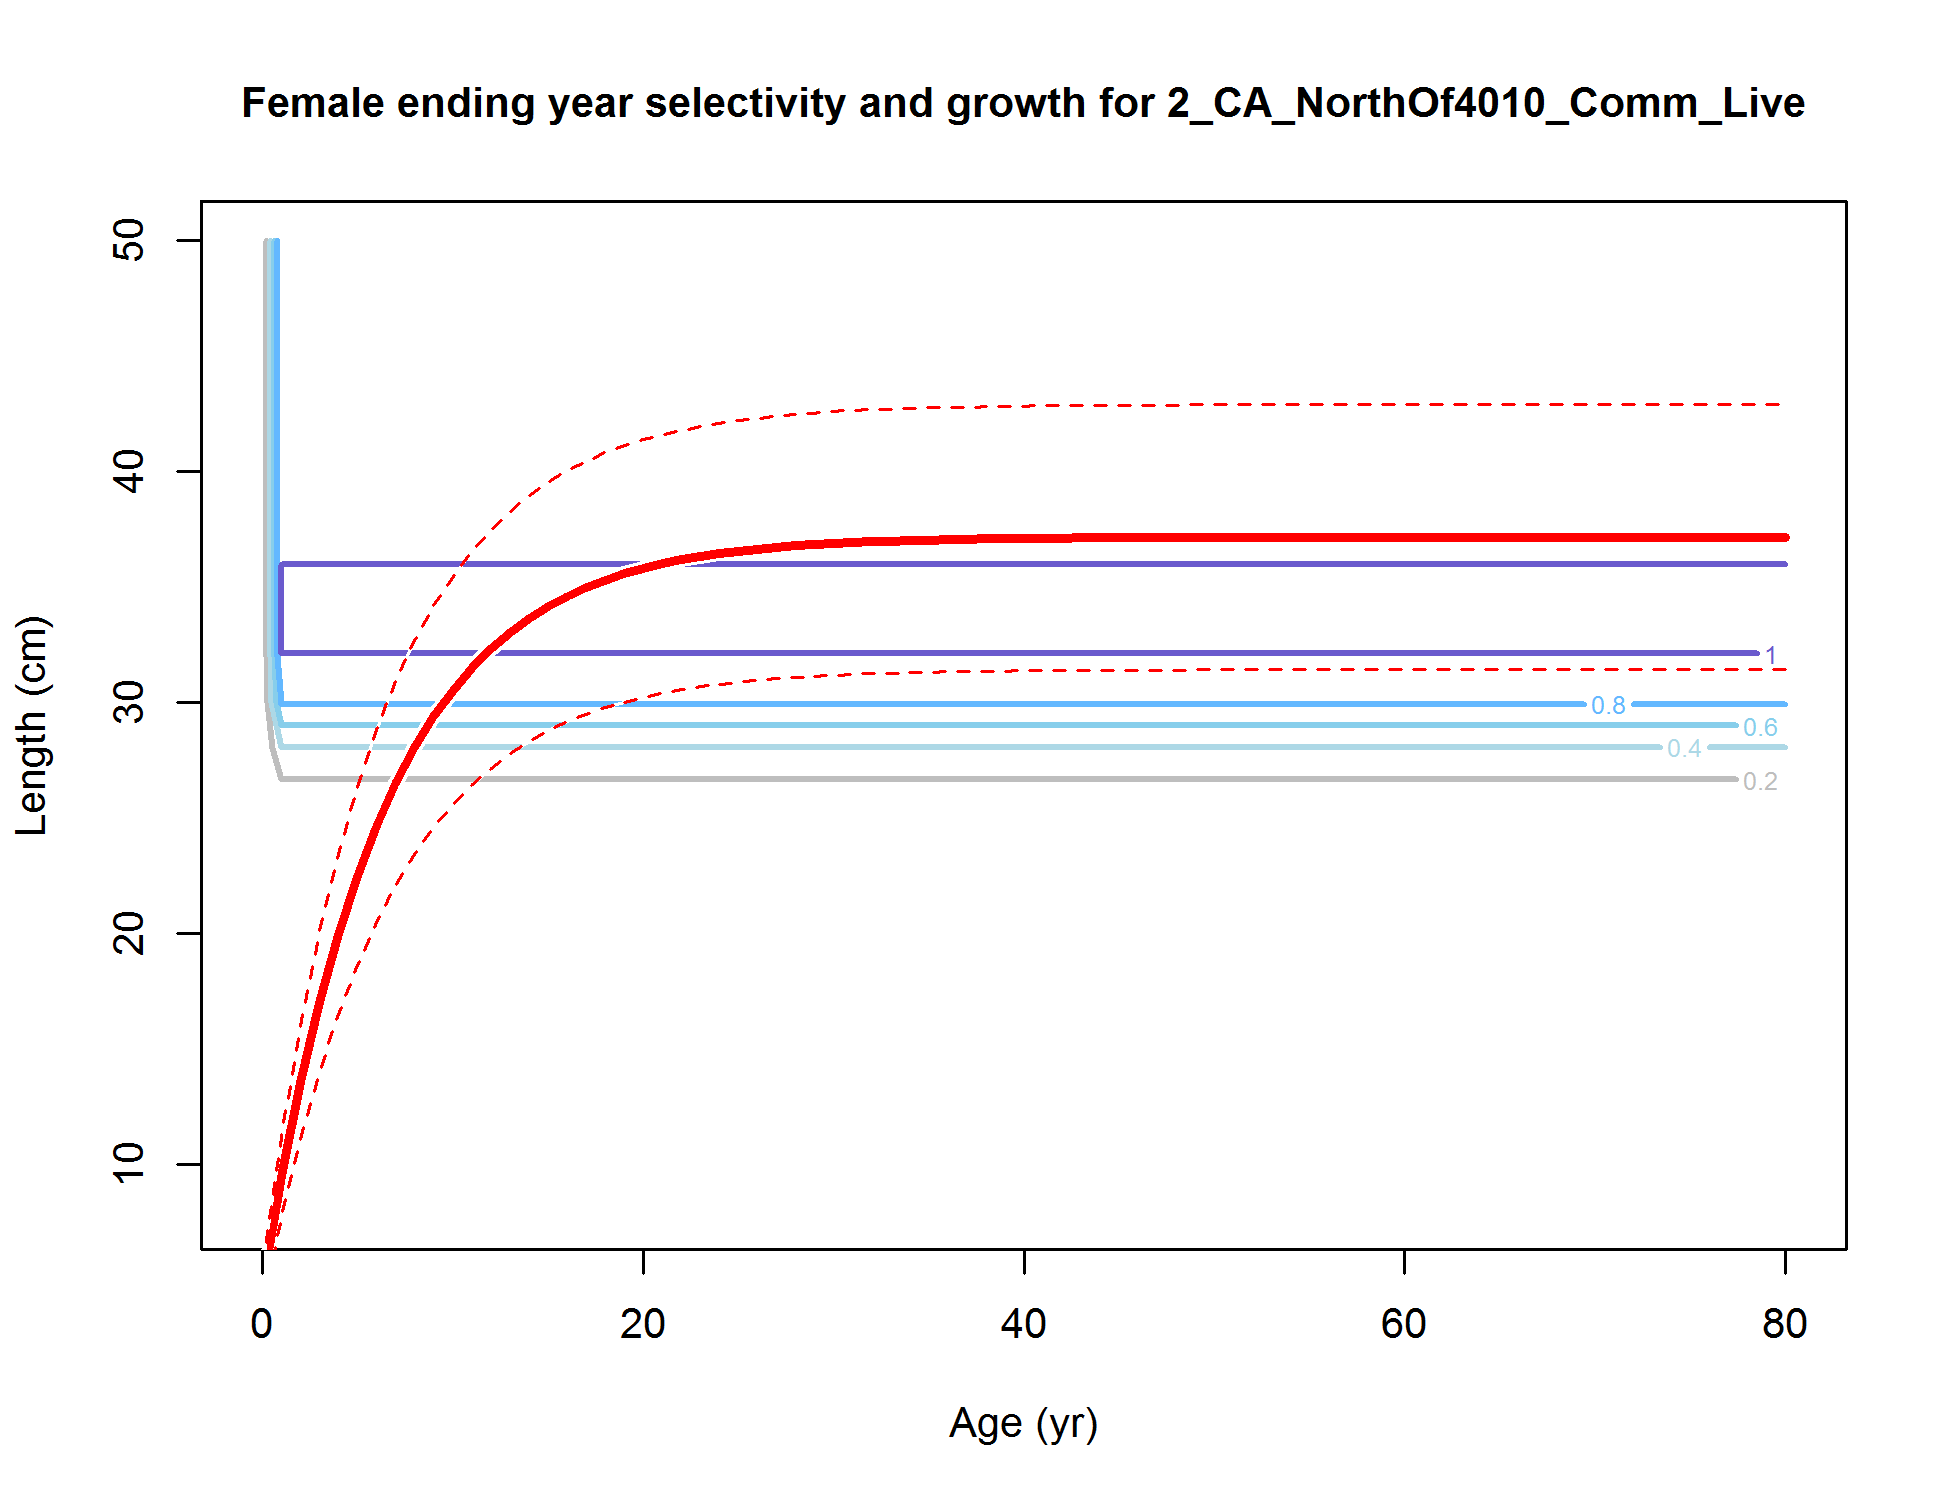 Female ending year selectivity and growth for 2_CA_NorthOf4010_Comm_Live
50
40
30
20
10
Length (cm)
1
0.8
0.6
0.4
0.2
0 20 40 60 80
Age (yr)